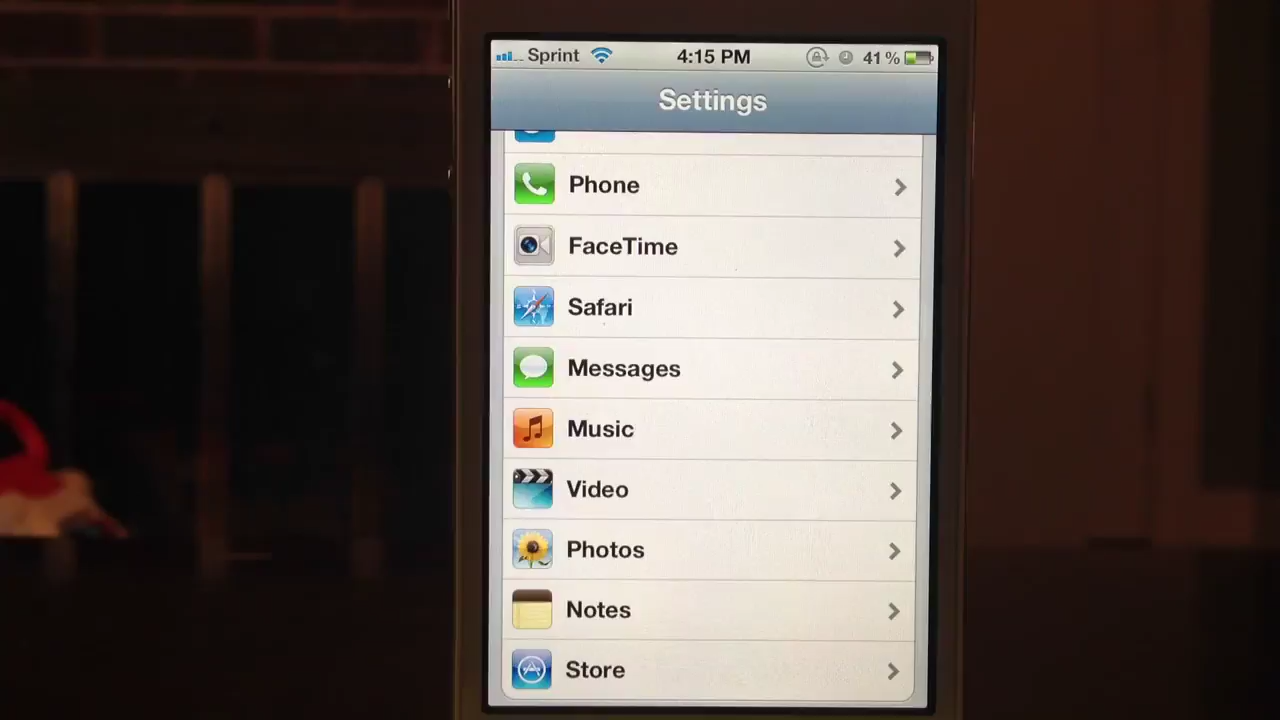 Sprint 4:15 PM 41%
Settings
Phone
FaceTime
Safari
Messages
Music
Video
Photos
Notes
Store